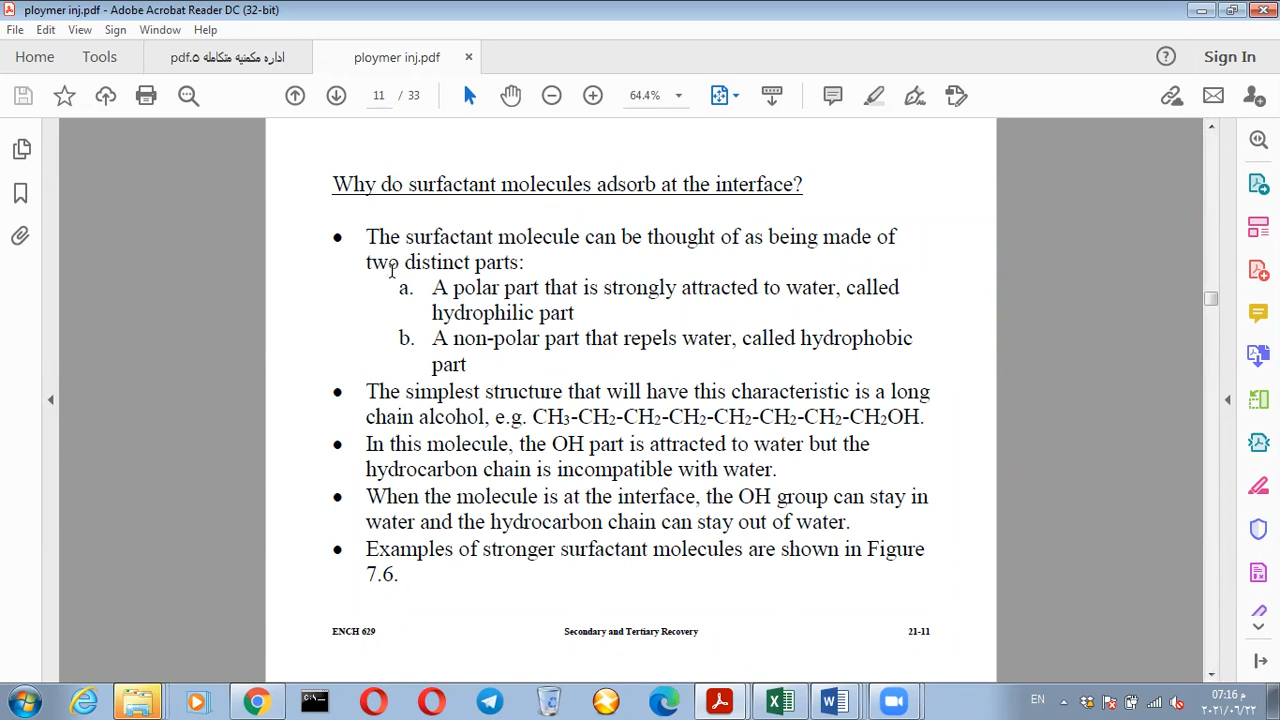 ploymer inj.pdf - Adobe Acrobat Reader DC (32-bit)
File Edit View Sign Window Help
Home Tools اداره مكمنيه متكامله ٥.pdf ploymer inj.pdf × Sign In
11 / 33 64.4%
Why do surfactant molecules adsorb at the interface?
• The surfactant molecule can be thought of as being made of
two distinct parts:
a. A polar part that is strongly attracted to water, called
hydrophilic part
b. A non-polar part that repels water, called hydrophobic
part
• The simplest structure that will have this characteristic is a long
chain alcohol, e.g. CH₃-CH₂-CH₂-CH₂-CH₂-CH₂-CH₂-CH₂OH.
• In this molecule, the OH part is attracted to water but the
hydrocarbon chain is incompatible with water.
• When the molecule is at the interface, the OH group can stay in
water and the hydrocarbon chain can stay out of water.
• Examples of stronger surfactant molecules are shown in Figure
7.6.
ENCH 629 Secondary and Tertiary Recovery 21-11
EN 07:16 م
٢٠٢١/٠٦/٢٢